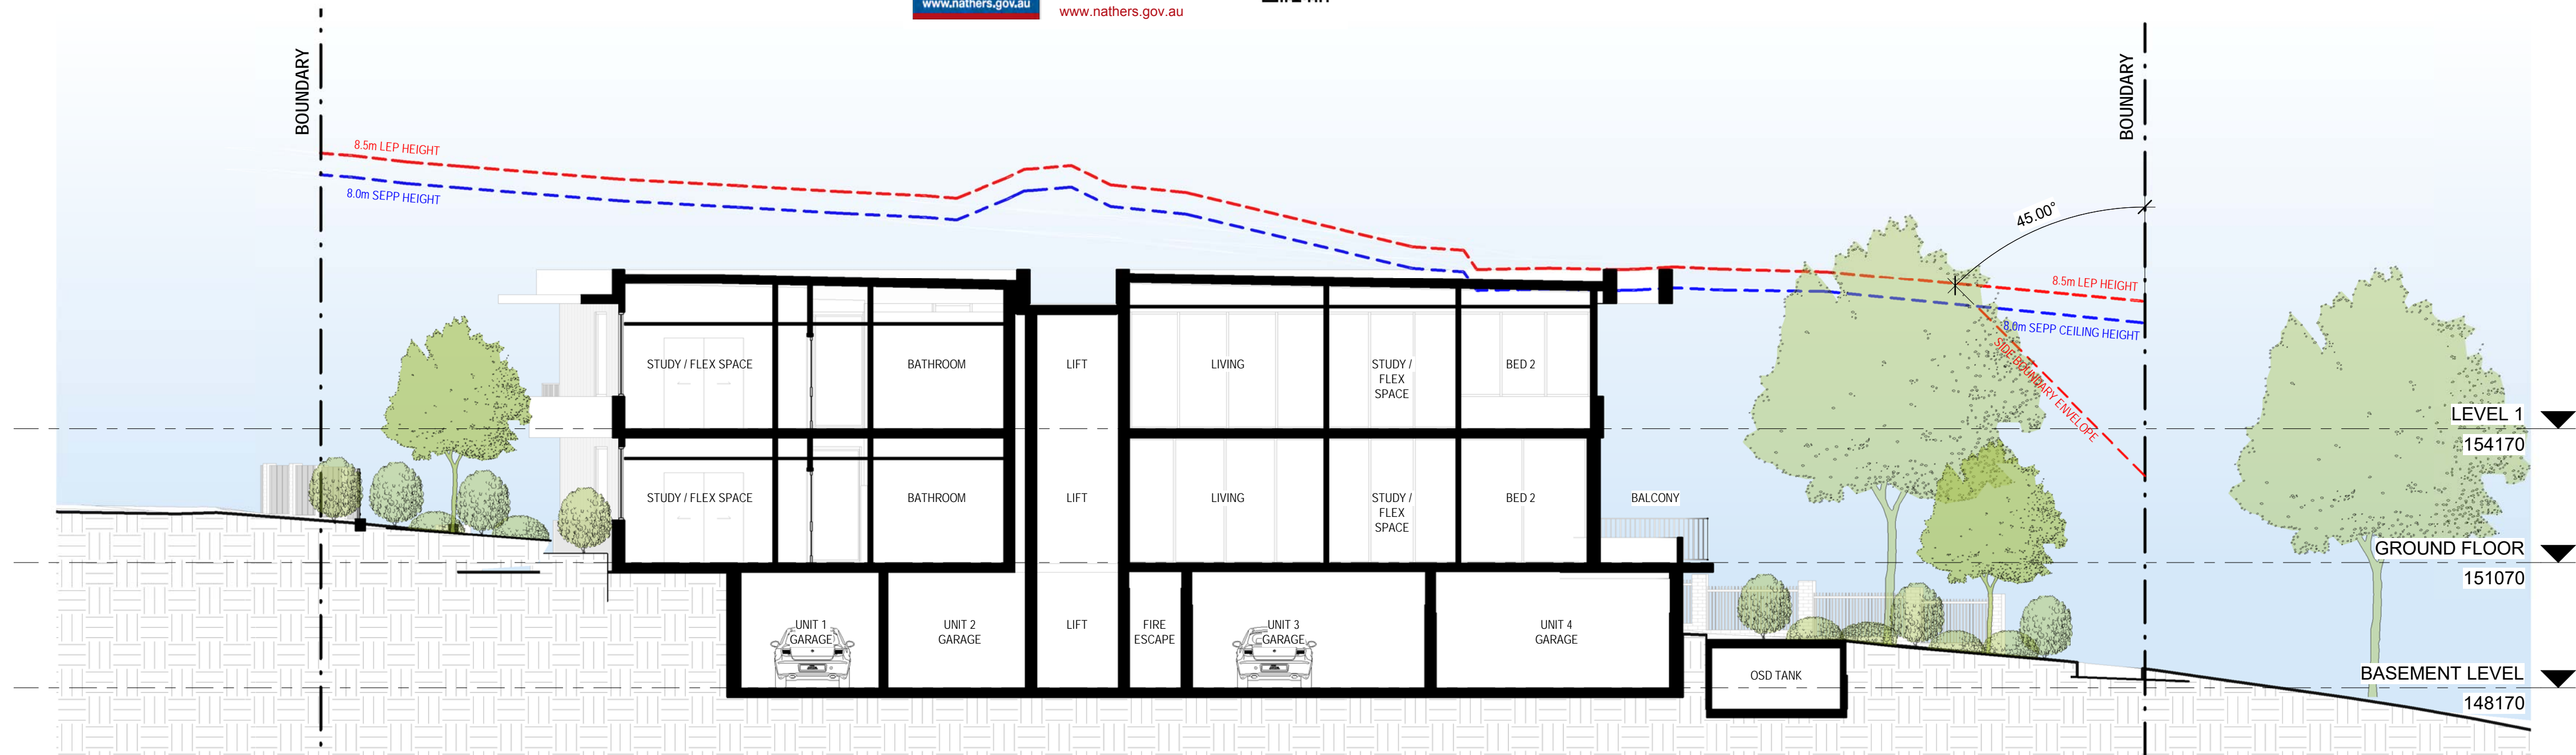 www.nathers.gov.au
www.nathers.gov.au
BOUNDARY
BOUNDARY
8.5m LEP HEIGHT
8.0m SEPP HEIGHT
45.00°
8.5m LEP HEIGHT
8.0m SEPP CEILING HEIGHT
SIDE BOUNDARY ENVELOPE
STUDY / FLEX SPACE
BATHROOM
LIFT
LIVING
STUDY /
FLEX
SPACE
BED 2
LEVEL 1
154170
STUDY / FLEX SPACE
BATHROOM
LIFT
LIVING
STUDY /
FLEX
SPACE
BED 2
BALCONY
GROUND FLOOR
151070
UNIT 1
GARAGE
UNIT 2
GARAGE
LIFT
FIRE
ESCAPE
UNIT 3
GARAGE
UNIT 4
GARAGE
OSD TANK
BASEMENT LEVEL
148170